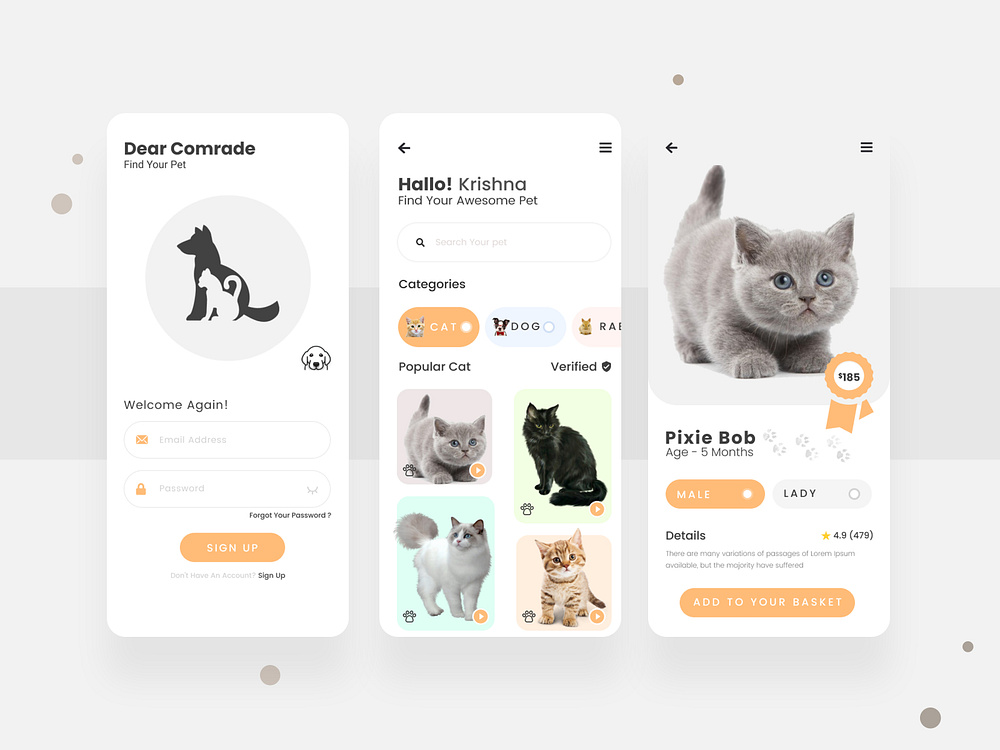 Dear Comrade
Find Your Pet
Welcome Again!
Email Address
Password
Forgot Your Password ?
SIGN UP
Don't Have An Account? Sign Up
Hallo! Krishna
Find Your Awesome Pet
Search Your pet
Categories
CAT
DOG
RAB
Popular Cat
Verified
$185
Pixie Bob
Age - 5 Months
MALE
LADY
Details
4.9 (479)
There are many variations of passages of Lorem Ipsum
available, but the mojority have suffered
ADD TO YOUR BASKET